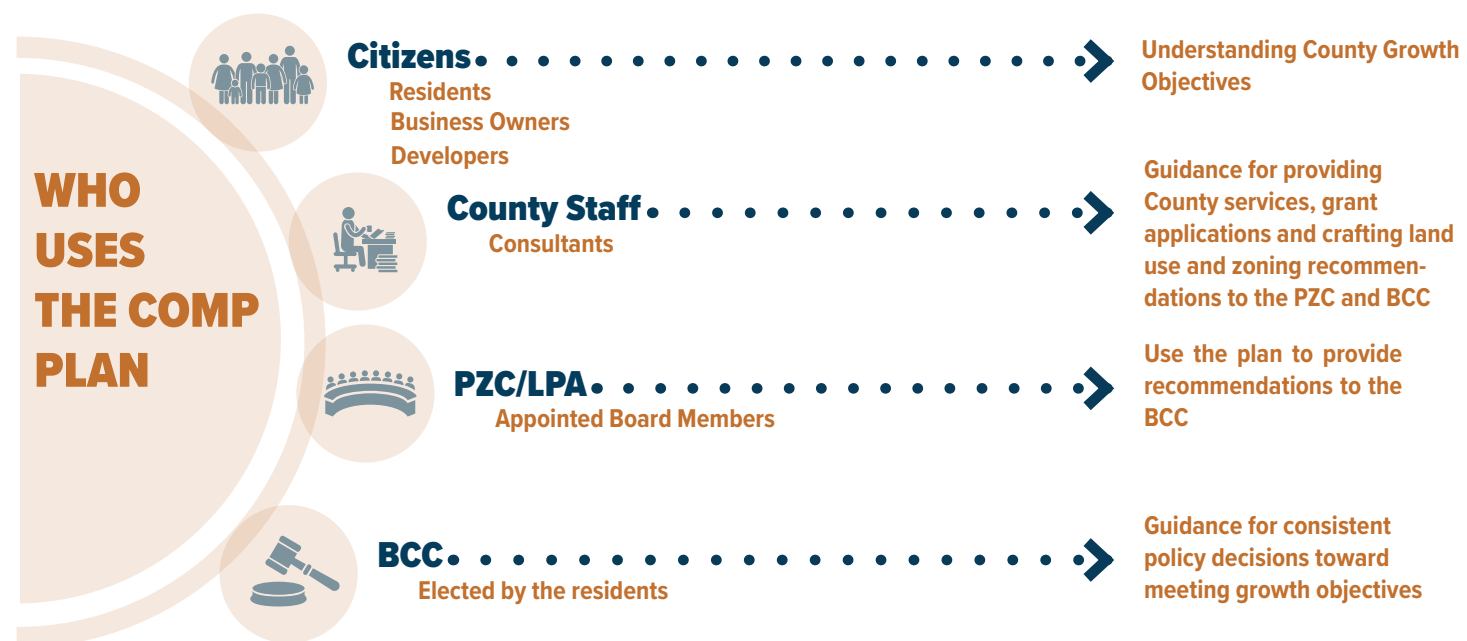 WHO
USES
THE COMP
PLAN
Citizens
Residents
Business Owners
Developers
Understanding County Growth
Objectives
County Staff
Consultants
Guidance for providing
County services, grant
applications and crafting land
use and zoning recommen-
dations to the PZC and BCC
PZC/LPA
Appointed Board Members
Use the plan to provide
recommendations to the
BCC
BCC
Elected by the residents
Guidance for consistent
policy decisions toward
meeting growth objectives